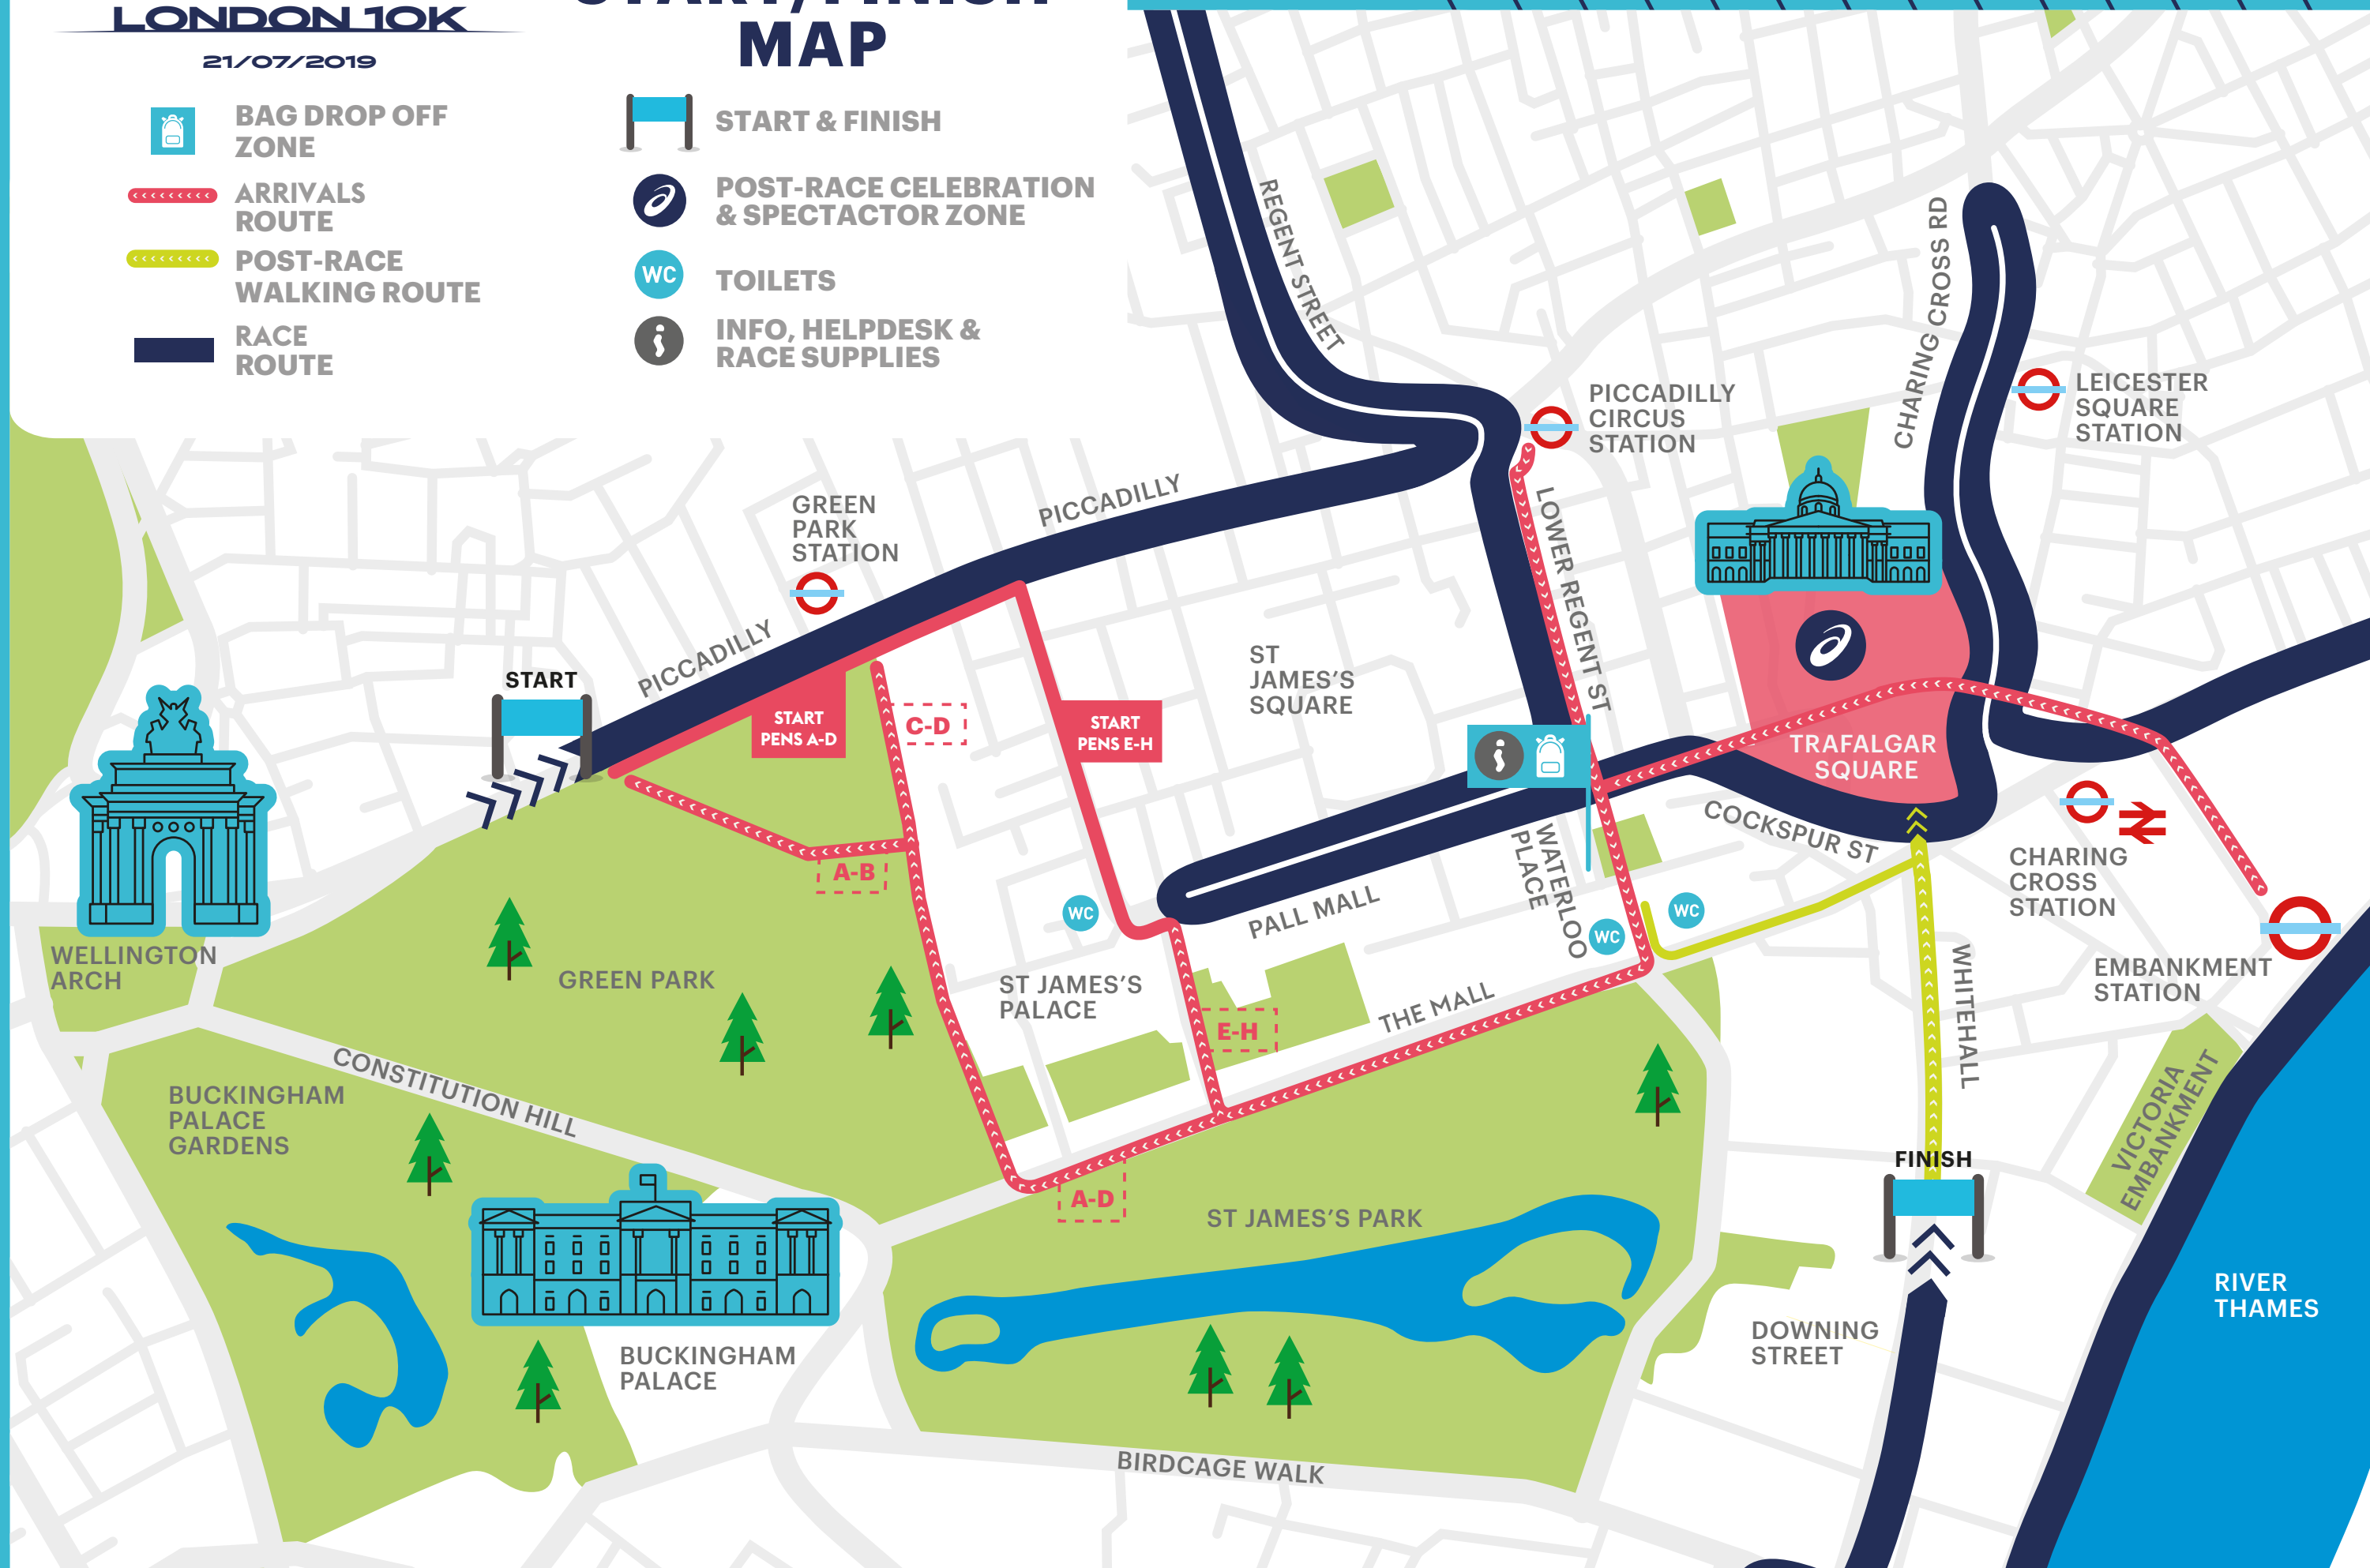 LONDON 10K
21/07/2019
START/FINISH
MAP
BAG DROP OFF
ZONE
ARRIVALS
ROUTE
POST-RACE
WALKING ROUTE
RACE
ROUTE
START & FINISH
POST-RACE CELEBRATION
& SPECTACTOR ZONE
WC
TOILETS
INFO, HELPDESK &
RACE SUPPLIES
REGENT STREET
CHARING CROSS RD
PICCADILLY
CIRCUS
STATION
LEICESTER
SQUARE
STATION
GREEN
PARK
STATION
PICCADILLY
PICCADILLY
LOWER REGENT ST
START
START
PENS A-D
C-D
START
PENS E-H
ST
JAMES'S
SQUARE
TRAFALGAR
SQUARE
COCKSPUR ST
A-B
WATERLOO
PLACE
PALL MALL
WC
WC
WC
CHARING
CROSS
STATION
WELLINGTON
ARCH
GREEN PARK
ST JAMES'S
PALACE
E-H
THE MALL
WHITEHALL
EMBANKMENT
STATION
CONSTITUTION HILL
BUCKINGHAM
PALACE
GARDENS
VICTORIA
EMBANKMENT
A-D
ST JAMES'S PARK
FINISH
RIVER
THAMES
DOWNING
STREET
BUCKINGHAM
PALACE
BIRDCAGE WALK